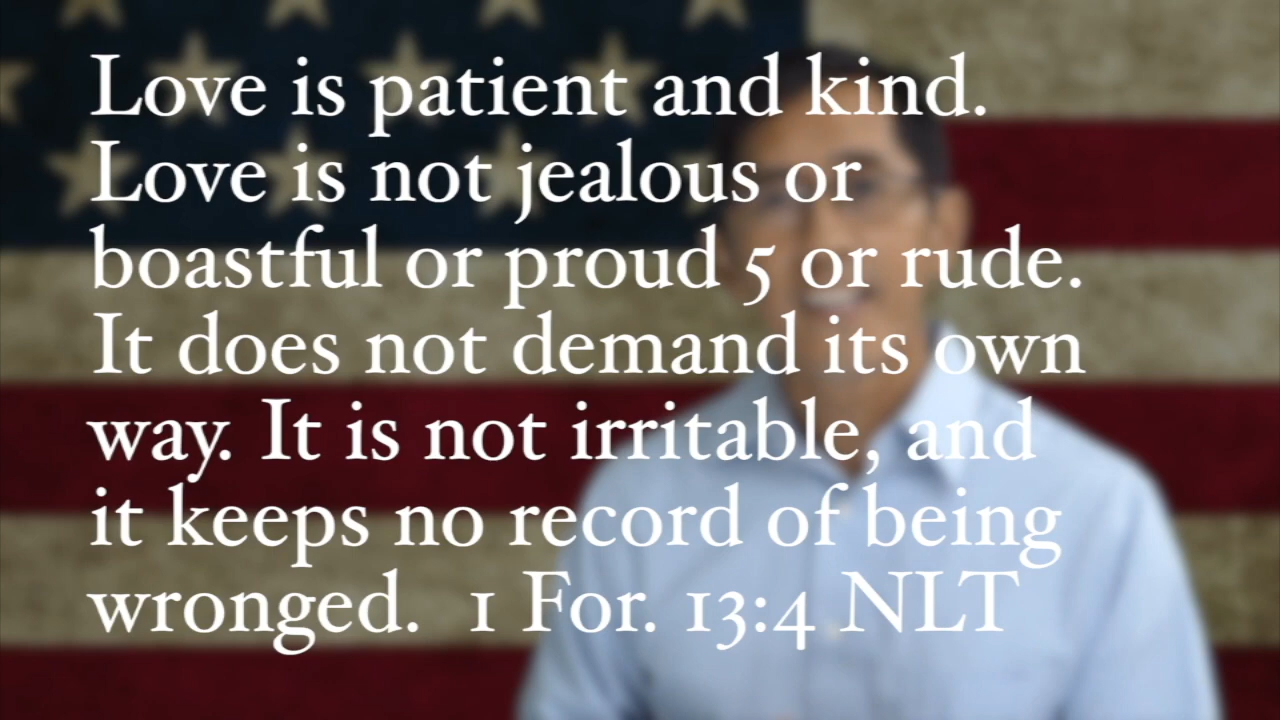 Love is patient and kind.
Love is not jealous or
boastful or proud 5 or rude.
It does not demand its own
way. It is not irritable, and
it keeps no record of being
wronged. 1 For. 13:4 NLT